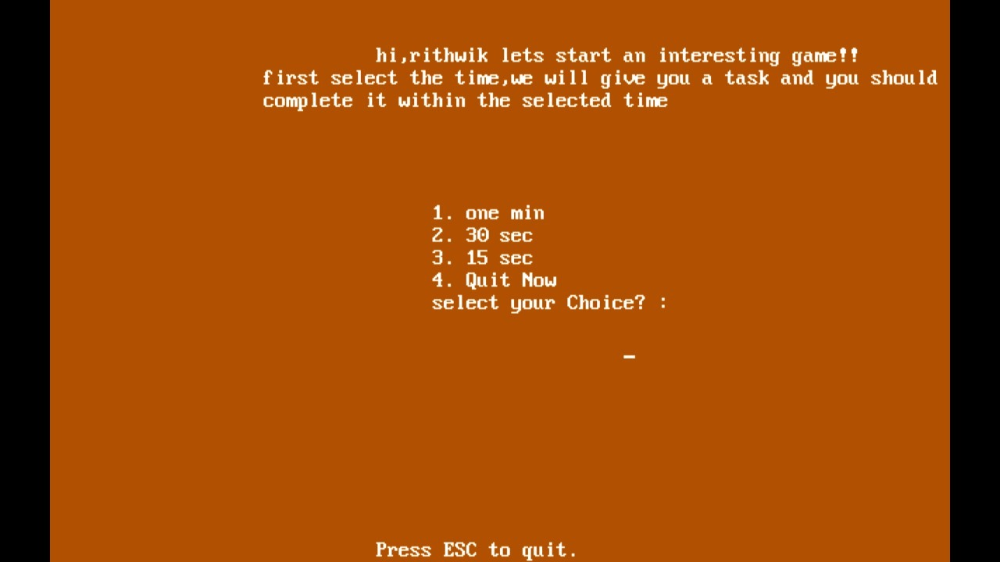 hi,rithwik lets start an interesting game!!
first select the time,we will give you a task and you should
complete it within the selected time
1. one min
2. 30 sec
3. 15 sec
4. Quit Now
select your Choice? :
Press ESC to quit.